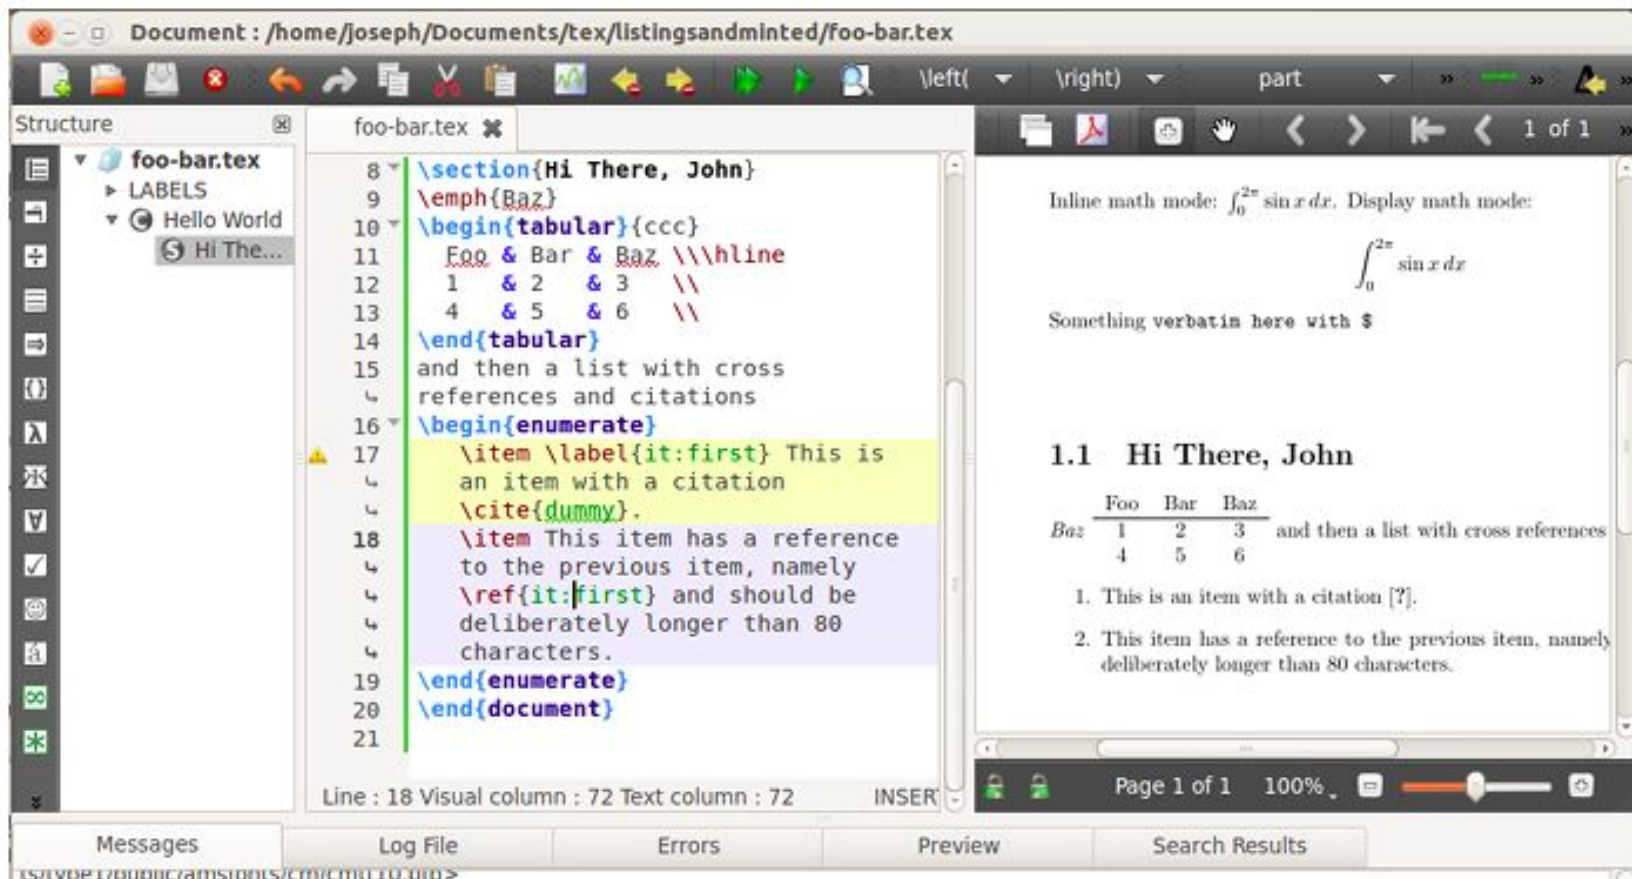 Document : /home/joseph/Documents/tex/listingsandminted/foo-bar.tex
\left( \right) part
Structure
foo-bar.tex
LABELS
Hello World
Hi The...
foo-bar.tex
8 \section{Hi There, John}
9 \emph{Baz}
10 \begin{tabular}{ccc}
11 Foo & Bar & Baz \\\hline
12 1 & 2 & 3 \\
13 4 & 5 & 6 \\
14 \end{tabular}
15 and then a list with cross
references and citations
16 \begin{enumerate}
17 \item \label{it:first} This is
an item with a citation
\cite{dummy}.
18 \item This item has a reference
to the previous item, namely
\ref{it:first} and should be
deliberately longer than 80
characters.
19 \end{enumerate}
20 \end{document}
21
Line : 18 Visual column : 72 Text column : 72 INSER
1 of 1
Inline math mode: ∫₀^{2π} sin x dx. Display math mode:
∫₀^{2π} sin x dx
Something verbatim here with $
1.1 Hi There, John
Foo Bar Baz
Baz 1 2 3 and then a list with cross references
4 5 6
1. This is an item with a citation [?].
2. This item has a reference to the previous item, namely
deliberately longer than 80 characters.
Page 1 of 1 100%
Messages Log File Errors Preview Search Results